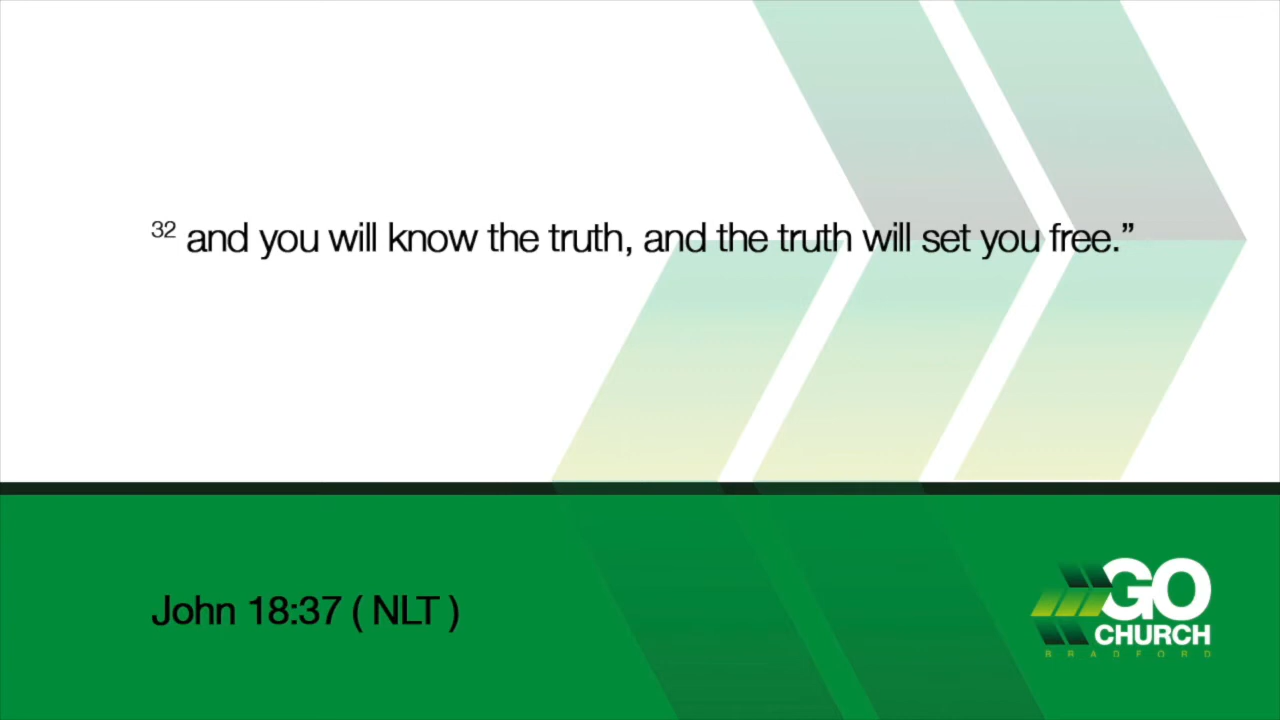 32 and you will know the truth, and the truth will set you free.”
John 18:37 ( NLT )
GO
CHURCH
BRADFORD